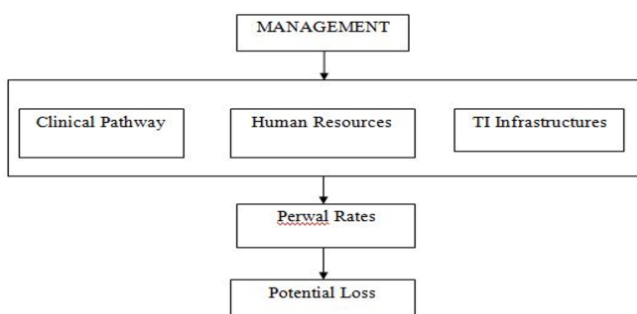 MANAGEMENT
Clinical Pathway
Human Resources
TI Infrastructures
Perwal Rates
Potential Loss